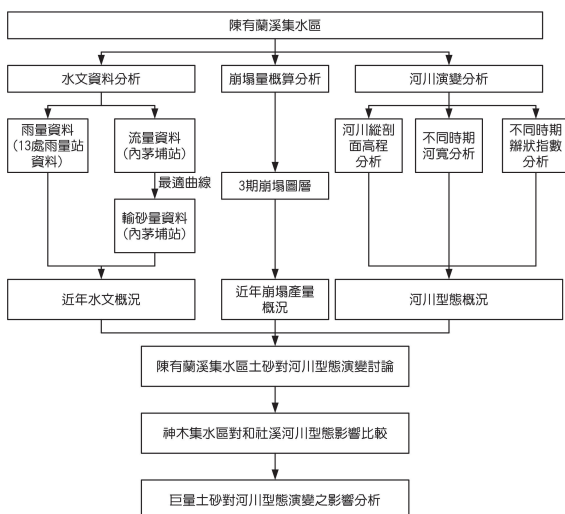 陳有蘭溪集水區
水文資料分析
崩塌量概算分析
河川演變分析
雨量資料
(13處雨量站
資料)
流量資料
(內茅埔站)
河川縱剖
面高程
分析
不同時期
河寬分析
不同時期
辮狀指數
分析
最適曲線
3期崩塌圖層
輸砂量資料
(內茅埔站)
近年水文概況
近年崩塌產量
概況
河川型態概況
陳有蘭溪集水區土砂對河川型態演變討論
神木集水區對和社溪河川型態影響比較
巨量土砂對河川型態演變之影響分析